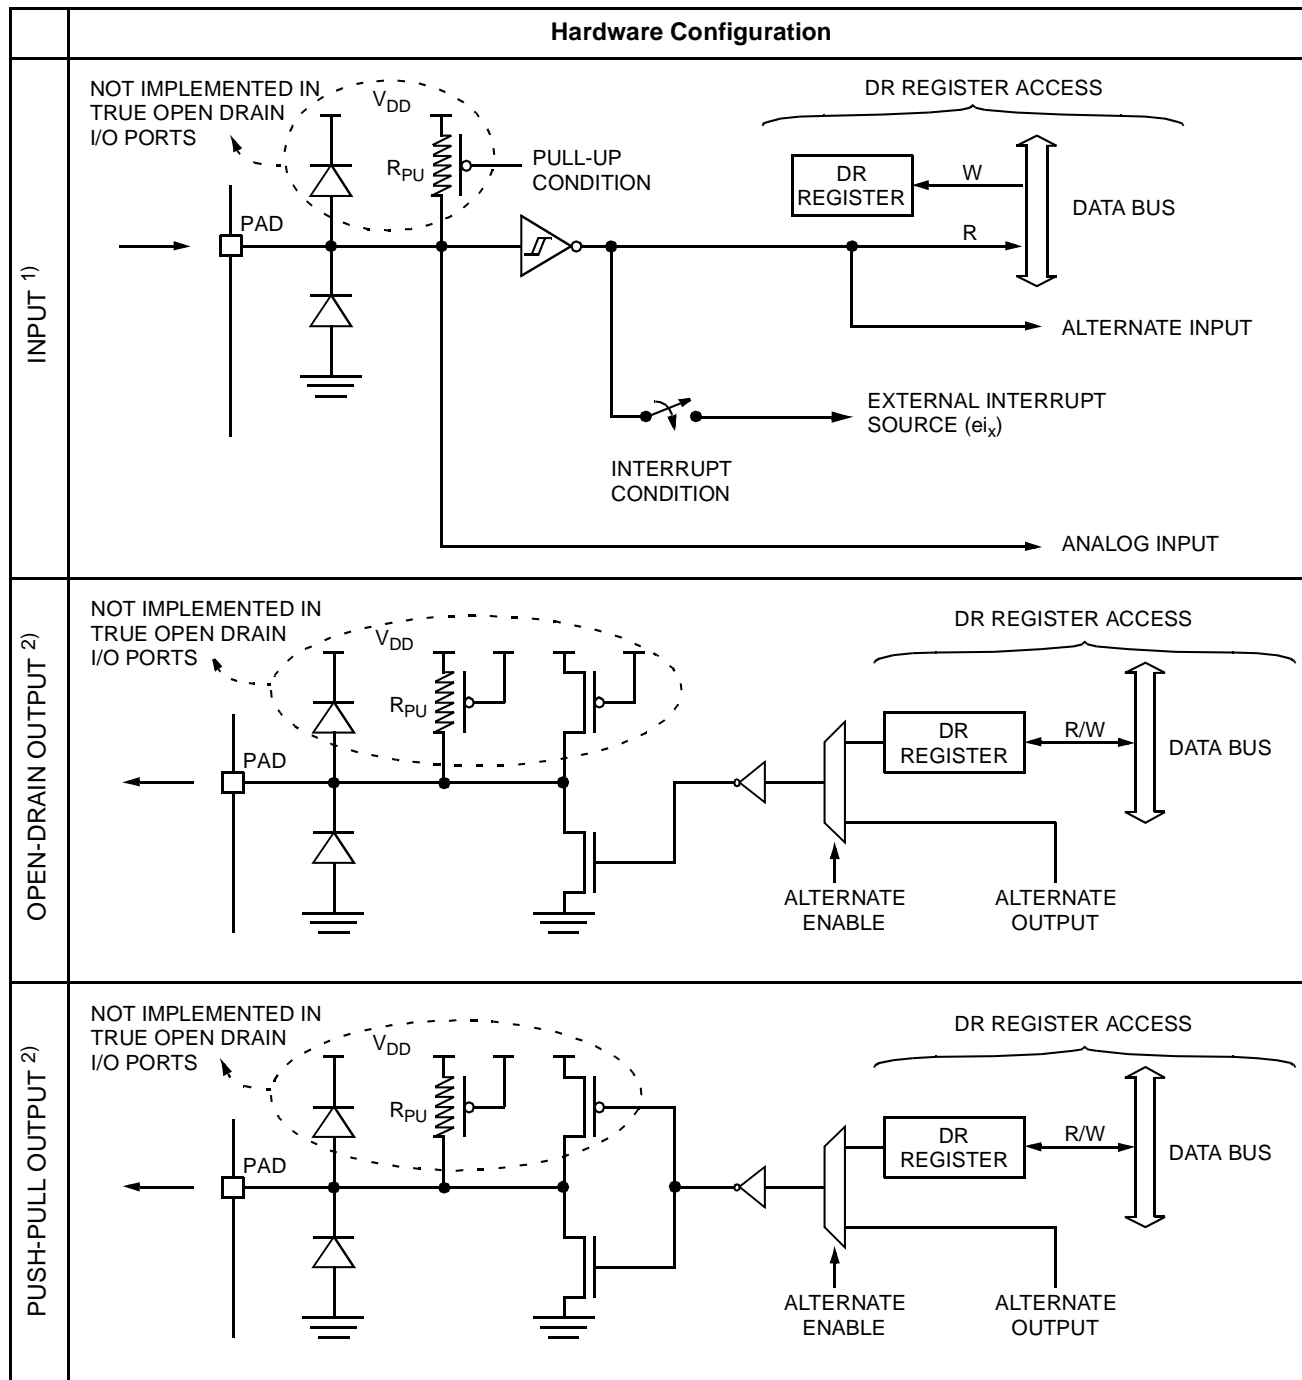 Hardware Configuration
INPUT 1)
NOT IMPLEMENTED IN
TRUE OPEN DRAIN
I/O PORTS
VDD
RPU
PULL-UP
CONDITION
PAD
DR REGISTER ACCESS
DR
REGISTER
W
R
DATA BUS
ALTERNATE INPUT
EXTERNAL INTERRUPT
SOURCE (eix)
INTERRUPT
CONDITION
ANALOG INPUT
OPEN-DRAIN OUTPUT 2)
NOT IMPLEMENTED IN
TRUE OPEN DRAIN
I/O PORTS
VDD
RPU
PAD
DR REGISTER ACCESS
DR
REGISTER
R/W
DATA BUS
ALTERNATE
ENABLE
ALTERNATE
OUTPUT
PUSH-PULL OUTPUT 2)
NOT IMPLEMENTED IN
TRUE OPEN DRAIN
I/O PORTS
VDD
RPU
PAD
DR REGISTER ACCESS
DR
REGISTER
R/W
DATA BUS
ALTERNATE
ENABLE
ALTERNATE
OUTPUT